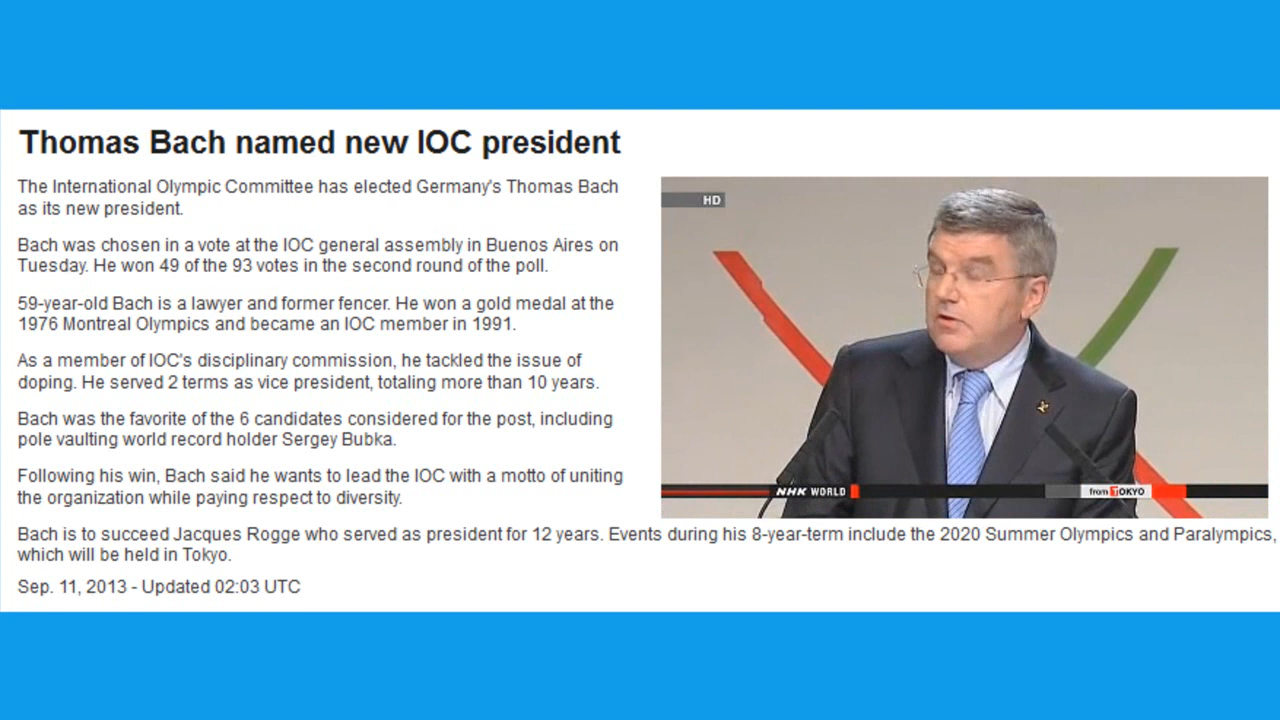 Thomas Bach named new IOC president
The International Olympic Committee has elected Germany's Thomas Bach
as its new president.
Bach was chosen in a vote at the IOC general assembly in Buenos Aires on
Tuesday. He won 49 of the 93 votes in the second round of the poll.
59-year-old Bach is a lawyer and former fencer. He won a gold medal at the
1976 Montreal Olympics and became an IOC member in 1991.
As a member of IOC's disciplinary commission, he tackled the issue of
doping. He served 2 terms as vice president, totaling more than 10 years.
Bach was the favorite of the 6 candidates considered for the post, including
pole vaulting world record holder Sergey Bubka.
Following his win, Bach said he wants to lead the IOC with a motto of uniting
the organization while paying respect to diversity.
Bach is to succeed Jacques Rogge who served as president for 12 years. Events during his 8-year-term include the 2020 Summer Olympics and Paralympics,
which will be held in Tokyo.
Sep. 11, 2013 - Updated 02:03 UTC
HD
NHK WORLD
from TOKYO